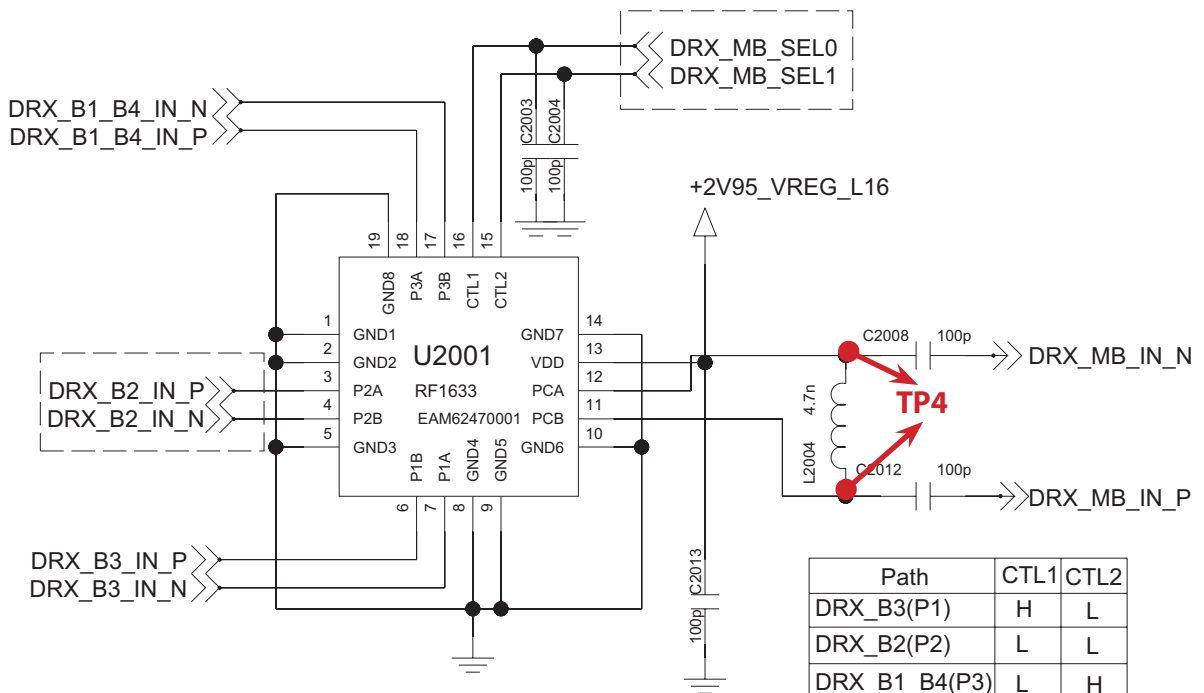 DRX_MB_SEL0
DRX_MB_SEL1
DRX_B1_B4_IN_N
DRX_B1_B4_IN_P
C2003
C2004
100p
100p
+2V95_VREG_L16
19
18
17
16
15
GND8
P3A
P3B
CTL1
CTL2
1
GND1
2
GND2
3
P2A
4
P2B
5
GND3
U2001
RF1633
EAM62470001
14
GND7
13
VDD
12
PCA
11
PCB
10
GND6
P1B
P1A
GND4
GND5
6
7
8
9
DRX_B2_IN_P
DRX_B2_IN_N
DRX_B3_IN_P
DRX_B3_IN_N
C2008
100p
DRX_MB_IN_N
4.7n
L2004
TP4
C2012
100p
DRX_MB_IN_P
C2013
100p
Path CTL1 CTL2
DRX_B3(P1) H L
DRX_B2(P2) L L
DRX_B1_B4(P3) L H